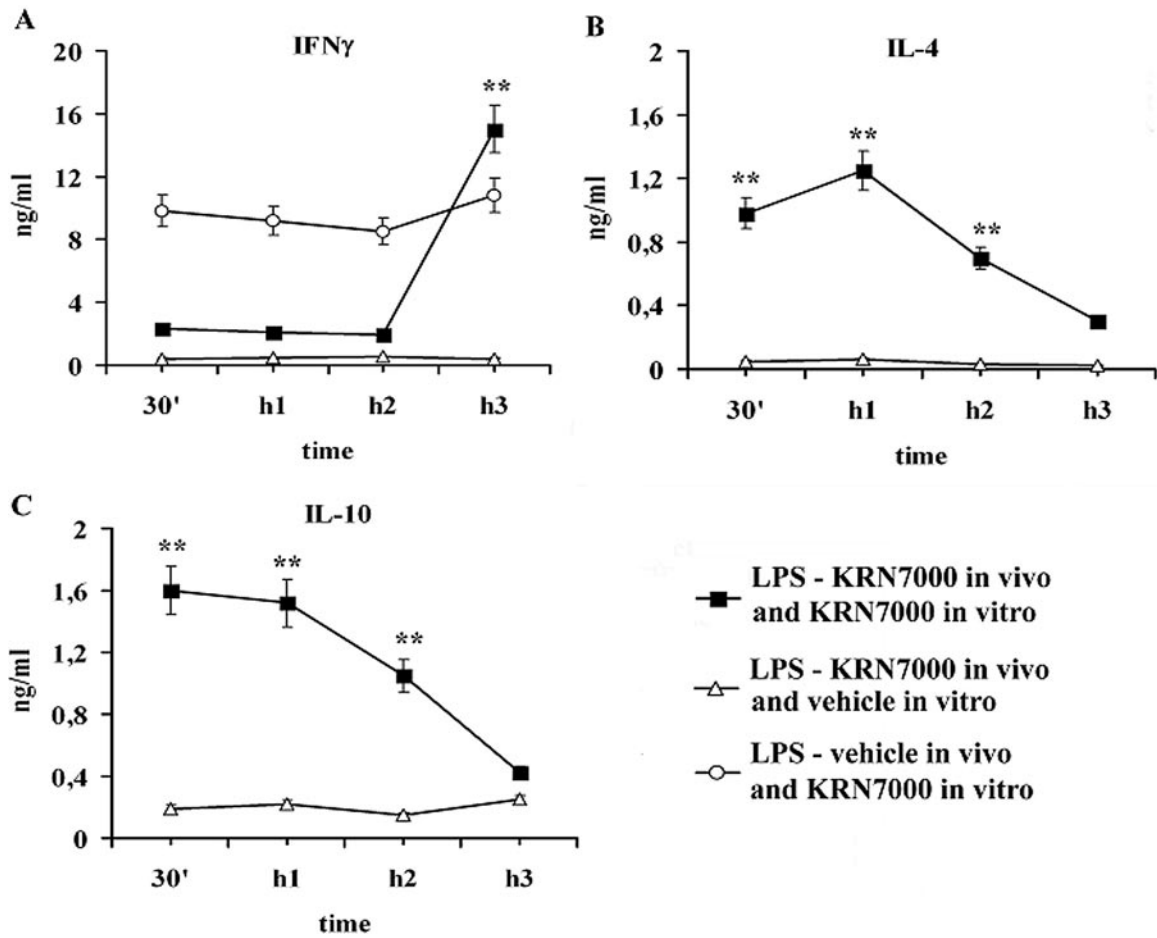 A
IFNγ
20
16
12
8
4
0
ng/ml
**
30' h1 h2 h3
time
B
IL-4
2
1,6
1,2
0,8
0,4
0
ng/ml
**
**
**
30' h1 h2 h3
time
C
IL-10
2
1,6
1,2
0,8
0,4
0
ng/ml
**
**
**
30' h1 h2 h3
time
LPS - KRN7000 in vivo
and KRN7000 in vitro
LPS - KRN7000 in vivo
and vehicle in vitro
LPS - vehicle in vivo
and KRN7000 in vitro